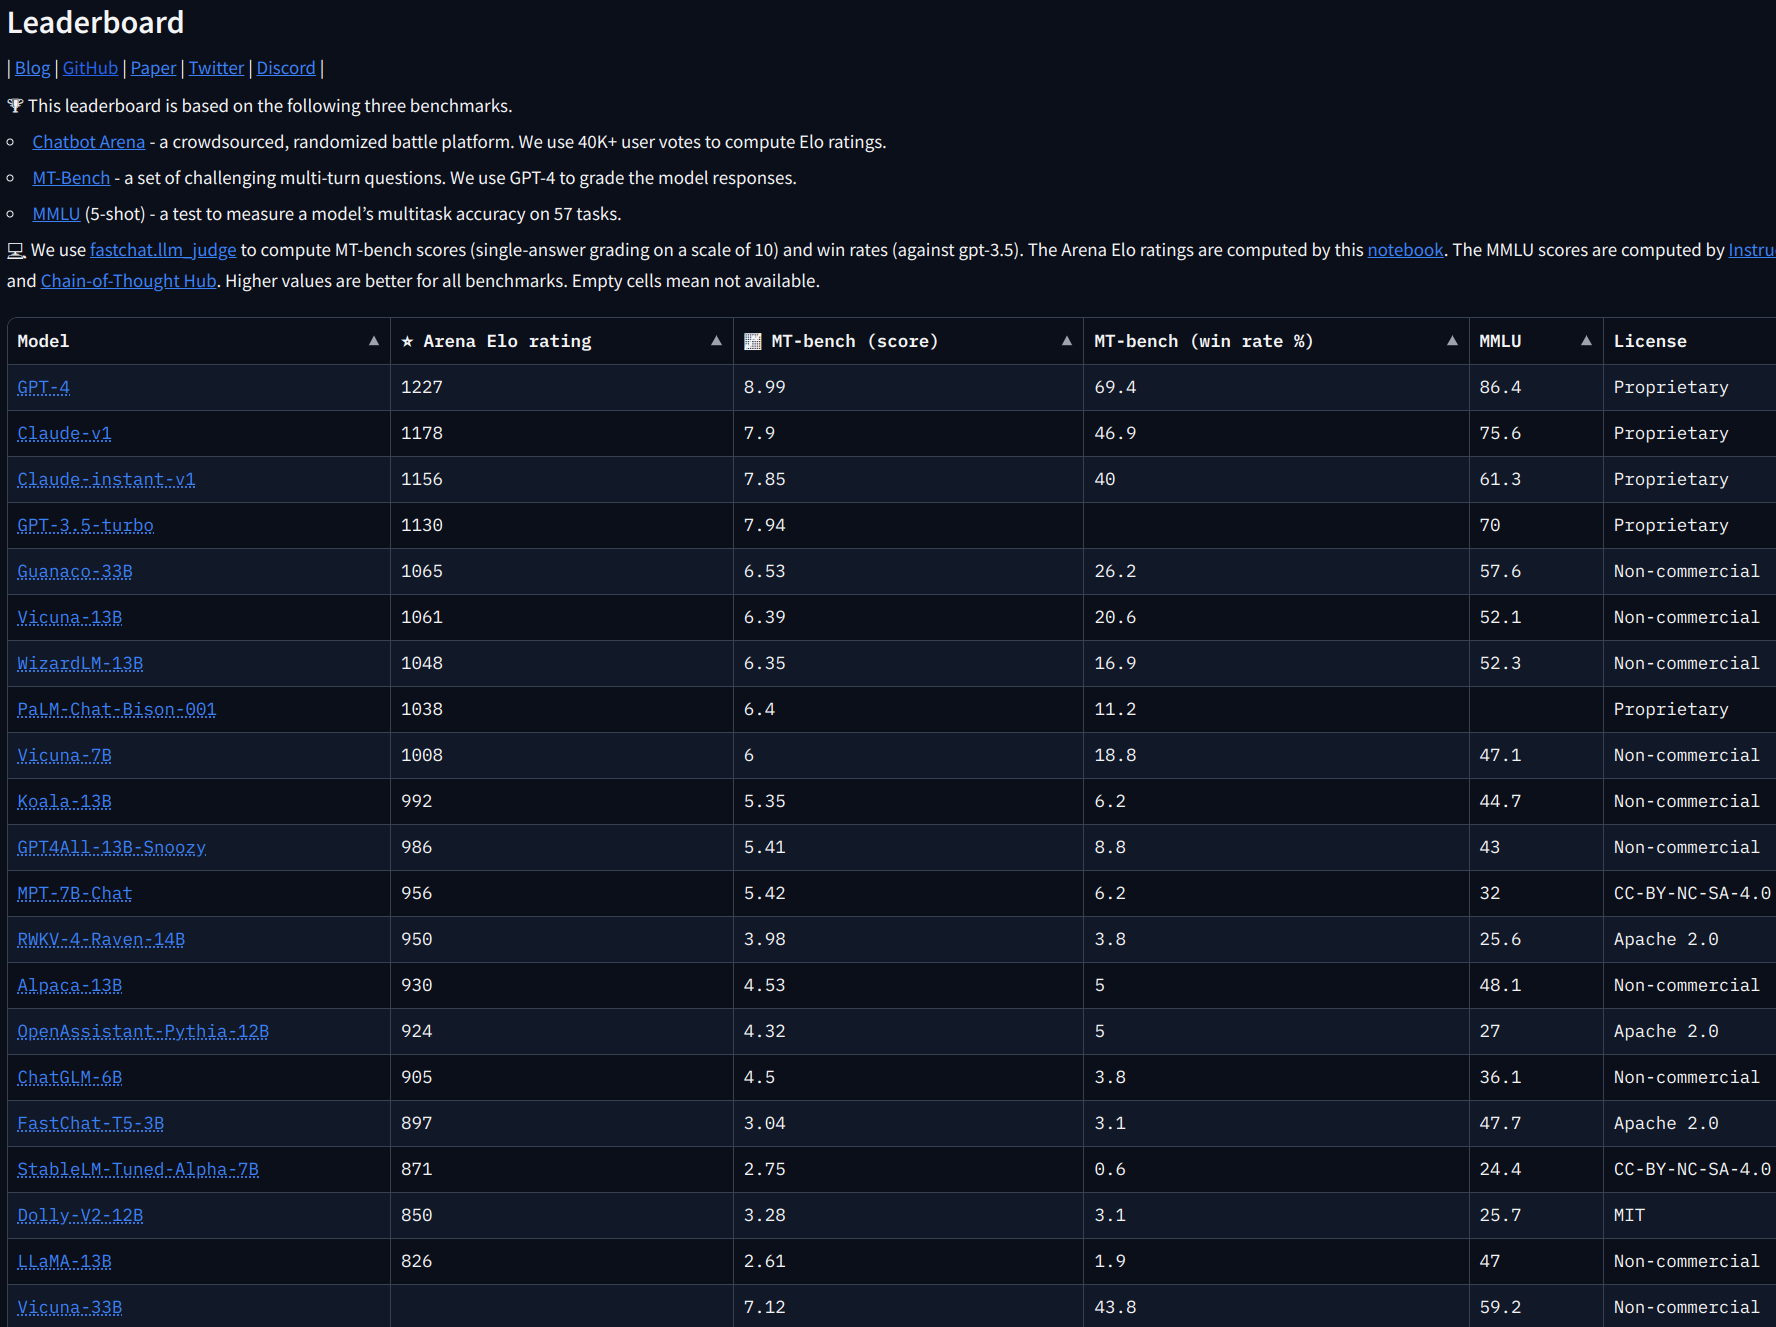 Leaderboard
| Blog | GitHub | Paper | Twitter | Discord |
🏆 This leaderboard is based on the following three benchmarks.
Chatbot Arena - a crowdsourced, randomized battle platform. We use 40K+ user votes to compute Elo ratings.
MT-Bench - a set of challenging multi-turn questions. We use GPT-4 to grade the model responses.
MMLU (5-shot) - a test to measure a model’s multitask accuracy on 57 tasks.
💻 We use fastchat.llm_judge to compute MT-bench scores (single-answer grading on a scale of 10) and win rates (against gpt-3.5). The Arena Elo ratings are computed by this notebook. The MMLU scores are computed by Instru
and Chain-of-Thought Hub. Higher values are better for all benchmarks. Empty cells mean not available.
Model ▲ ⭐ Arena Elo rating ▲ 📈 MT-bench (score) ▲ MT-bench (win rate %) ▲ MMLU ▲ License
GPT-4 1227 8.99 69.4 86.4 Proprietary
Claude-v1 1178 7.9 46.9 75.6 Proprietary
Claude-instant-v1 1156 7.85 40 61.3 Proprietary
GPT-3.5-turbo 1130 7.94 70 Proprietary
Guanaco-33B 1065 6.53 26.2 57.6 Non-commercial
Vicuna-13B 1061 6.39 20.6 52.1 Non-commercial
WizardLM-13B 1048 6.35 16.9 52.3 Non-commercial
PaLM-Chat-Bison-001 1038 6.4 11.2 Proprietary
Vicuna-7B 1008 6 18.8 47.1 Non-commercial
Koala-13B 992 5.35 6.2 44.7 Non-commercial
GPT4All-13B-Snoozy 986 5.41 8.8 43 Non-commercial
MPT-7B-Chat 956 5.42 6.2 32 CC-BY-NC-SA-4.0
RWKV-4-Raven-14B 950 3.98 3.8 25.6 Apache 2.0
Alpaca-13B 930 4.53 5 48.1 Non-commercial
OpenAssistant-Pythia-12B 924 4.32 5 27 Apache 2.0
ChatGLM-6B 905 4.5 3.8 36.1 Non-commercial
FastChat-T5-3B 897 3.04 3.1 47.7 Apache 2.0
StableLM-Tuned-Alpha-7B 871 2.75 0.6 24.4 CC-BY-NC-SA-4.0
Dolly-V2-12B 850 3.28 3.1 25.7 MIT
LLaMA-13B 826 2.61 1.9 47 Non-commercial
Vicuna-33B 7.12 43.8 59.2 Non-commercial